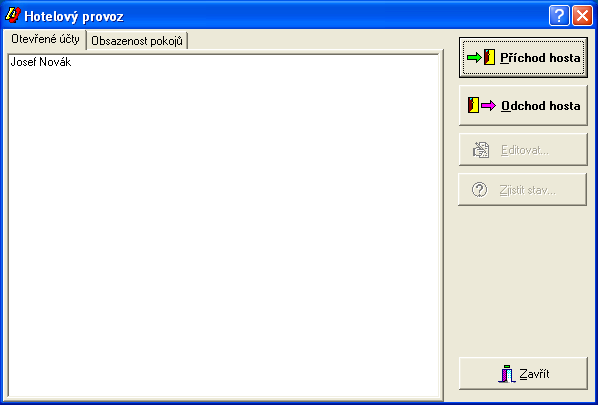 Hotelový provoz
Otevřené účty
Obsazenost pokojů
Josef Novák
Příchod hosta
Odchod hosta
Editovat...
Zjistit stav...
Zavřít